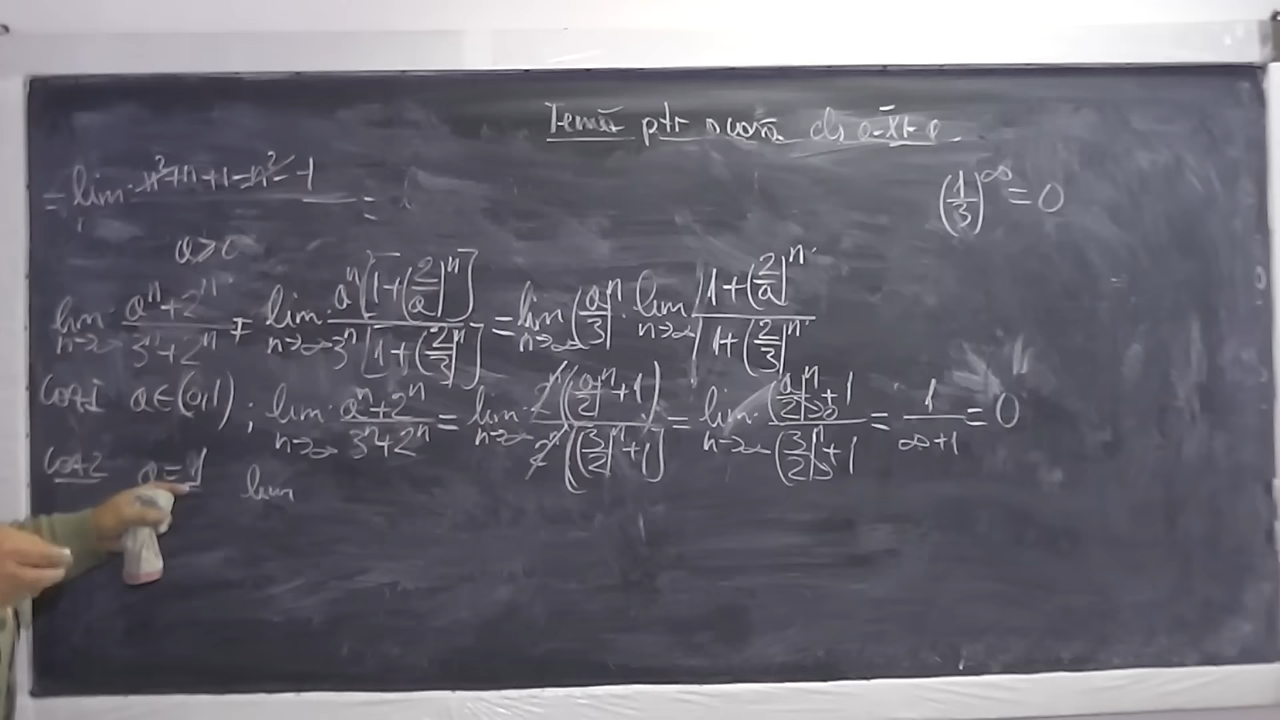 Temă ptr acasă cls a-XI-a
= lim n²+n+1-n²-1 / =
(1/3)^∞ = 0
a>0
lim n→∞ (aⁿ+2ⁿ)/(3ⁿ+2ⁿ) = lim n→∞ aⁿ[1+(2/a)ⁿ] / 3ⁿ[1+(2/3)ⁿ] = lim n→∞ (a/3)ⁿ · lim n→∞ (1+(2/a)ⁿ)/(1+(2/3)ⁿ)
Caz1 a∈(0,1); lim n→∞ (aⁿ+2ⁿ)/(3ⁿ+2ⁿ) = lim n→∞ 2ⁿ((a/2)ⁿ+1) / 2ⁿ((3/2)ⁿ+1) = lim n→∞ ((a/2)ⁿ+1)/((3/2)ⁿ+1) = 1/(∞+1) = 0
Caz2 a=1 lim